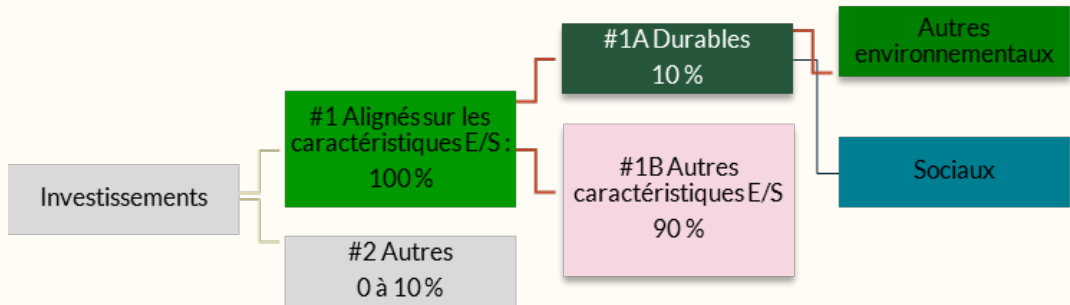 Investissements
#1 Alignés sur les
caractéristiques E/S :
100 %
#2 Autres
0 à 10 %
#1A Durables
10 %
#1B Autres
caractéristiques E/S
90 %
Autres
environnementaux
Sociaux